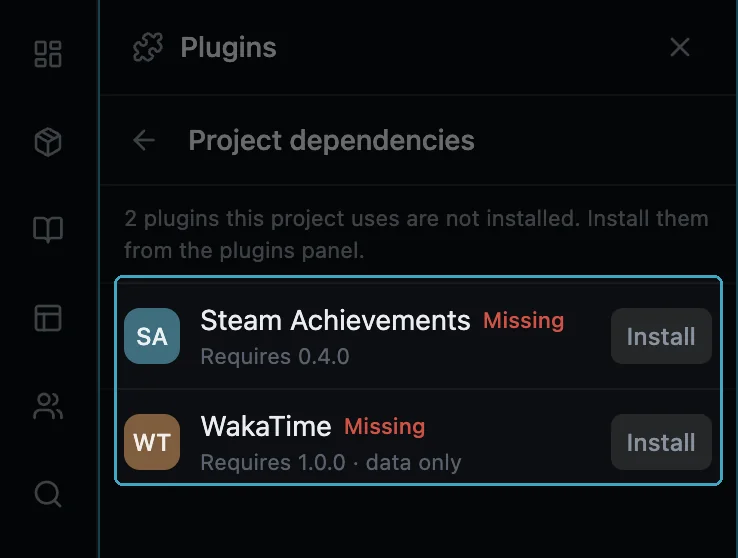 Plugins
Project dependencies
2 plugins this project uses are not installed. Install them
from the plugins panel.
SA
Steam Achievements Missing
Requires 0.4.0
Install
WT
WakaTime Missing
Requires 1.0.0 · data only
Install